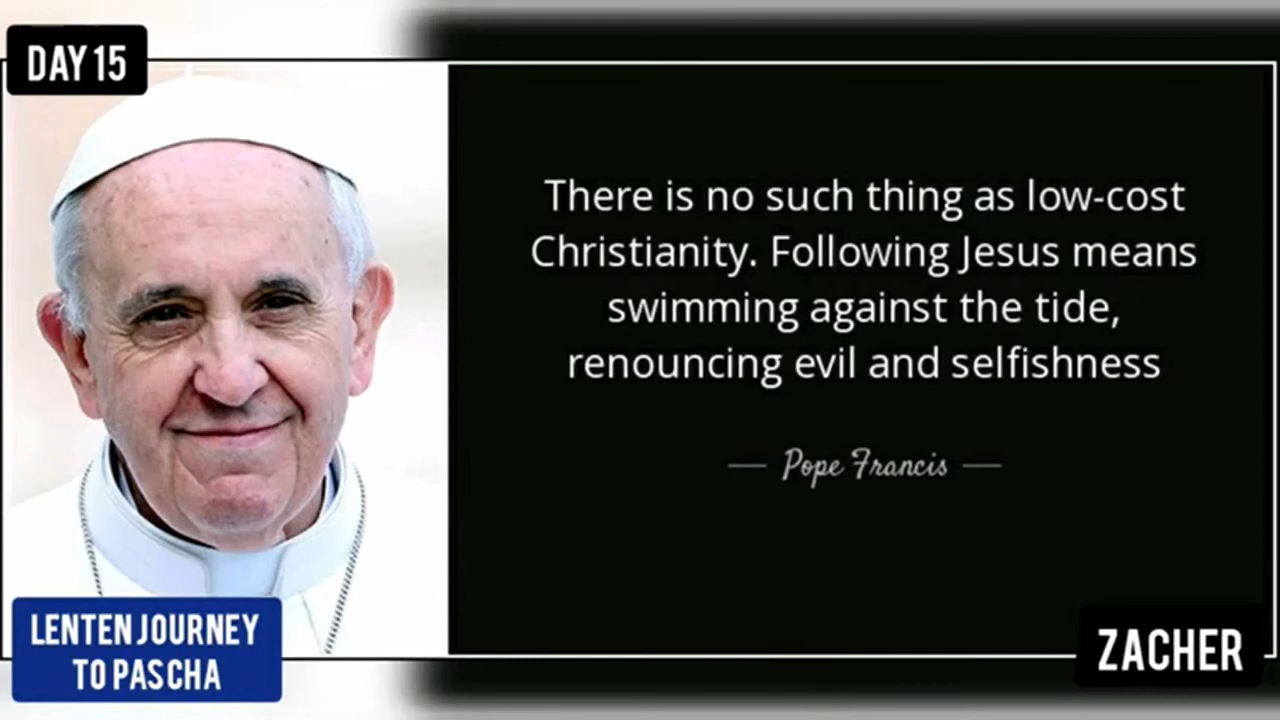 DAY 15
There is no such thing as low-cost
Christianity. Following Jesus means
swimming against the tide,
renouncing evil and selfishness
— Pope Francis —
LENTEN JOURNEY
TO PASCHA
ZACHER